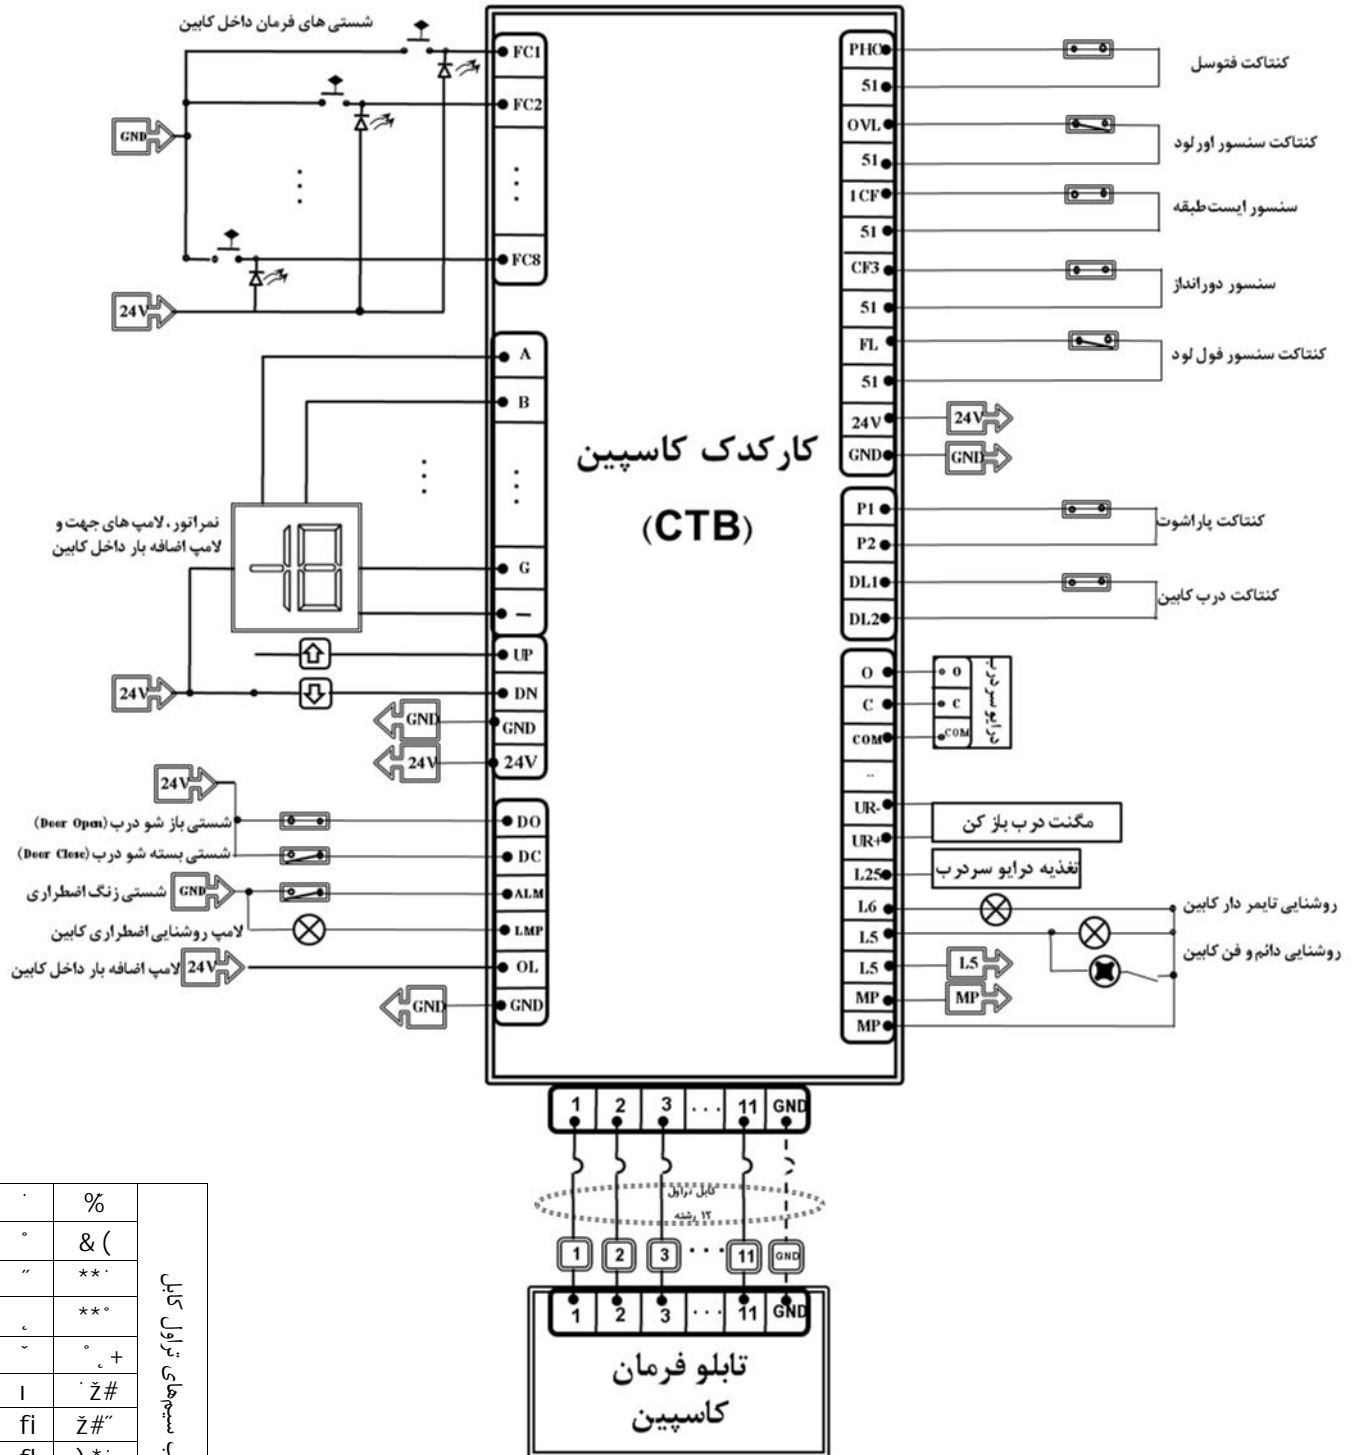 شستی های فرمان داخل کابین
FC1
FC2
GND
FC8
24V
A
B
نمراتور ، لامپ های جهت و
لامپ اضافه بار داخل کابین
G
–
UP
24V
DN
GND
GND
24V
24V
24V
شستی باز شو درب (Door Open)
DO
شستی بسته شو درب (Door Close)
DC
شستی زنگ اضطراری
GND
ALM
لامپ روشنایی اضطراری کابین
LMP
لامپ اضافه بار داخل کابین
24V
OL
GND
GND
کارکدک کاسپین
(CTB)
PHO
کنتاکت فتوسل
51
OVL
کنتاکت سنسور اورلود
51
1CF
سنسور ایست طبقه
51
CF3
سنسور دورانداز
51
FL
کنتاکت سنسور فول لود
51
24V
24V
GND
GND
P1
کنتاکت پاراشوت
P2
DL1
کنتاکت درب کابین
DL2
O
O
C
C
COM
COM
درایو سردرب
..
UR-
مگنت درب باز کن
UR+
L25
تغذیه درایو سردرب
L6
روشنایی تایمر دار کابین
L5
روشنایی دائم و فن کابین
L5
L5
MP
MP
MP
1 2 3 ... 11 GND
کابل تراول
۱۲ رشته
1 2 3 ... 11 GND
1 2 3 ... 11 GND
تابلو فرمان
کاسپین
%
& (
**˙
**˚
˚˛+
˙ž#
ı
fi
ž#˝
سیم‌های تراول کابل